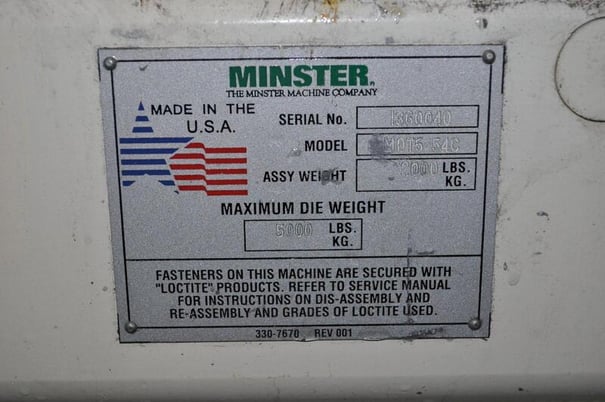 MINSTER®
THE MINSTER MACHINE COMPANY
MADE IN THE
U.S.A.
SERIAL No.
MODEL
ASSY WEIGHT LBS.
KG.
MAXIMUM DIE WEIGHT
5000 LBS.
KG.
FASTENERS ON THIS MACHINE ARE SECURED WITH
"LOCTITE" PRODUCTS. REFER TO SERVICE MANUAL
FOR INSTRUCTIONS ON DIS-ASSEMBLY AND
RE-ASSEMBLY AND GRADES OF LOCTITE USED.
330-7670 REV 001